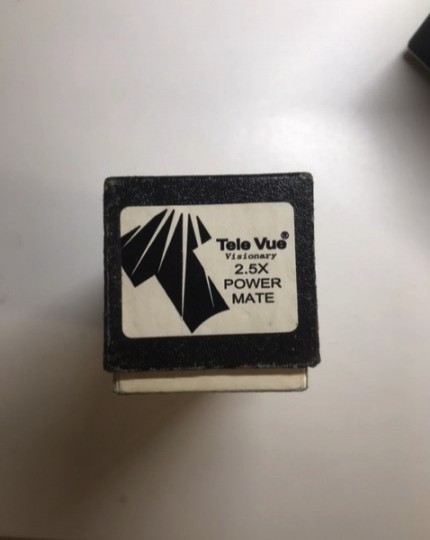 Tele Vue®
Visionary
2.5X
POWER
MATE